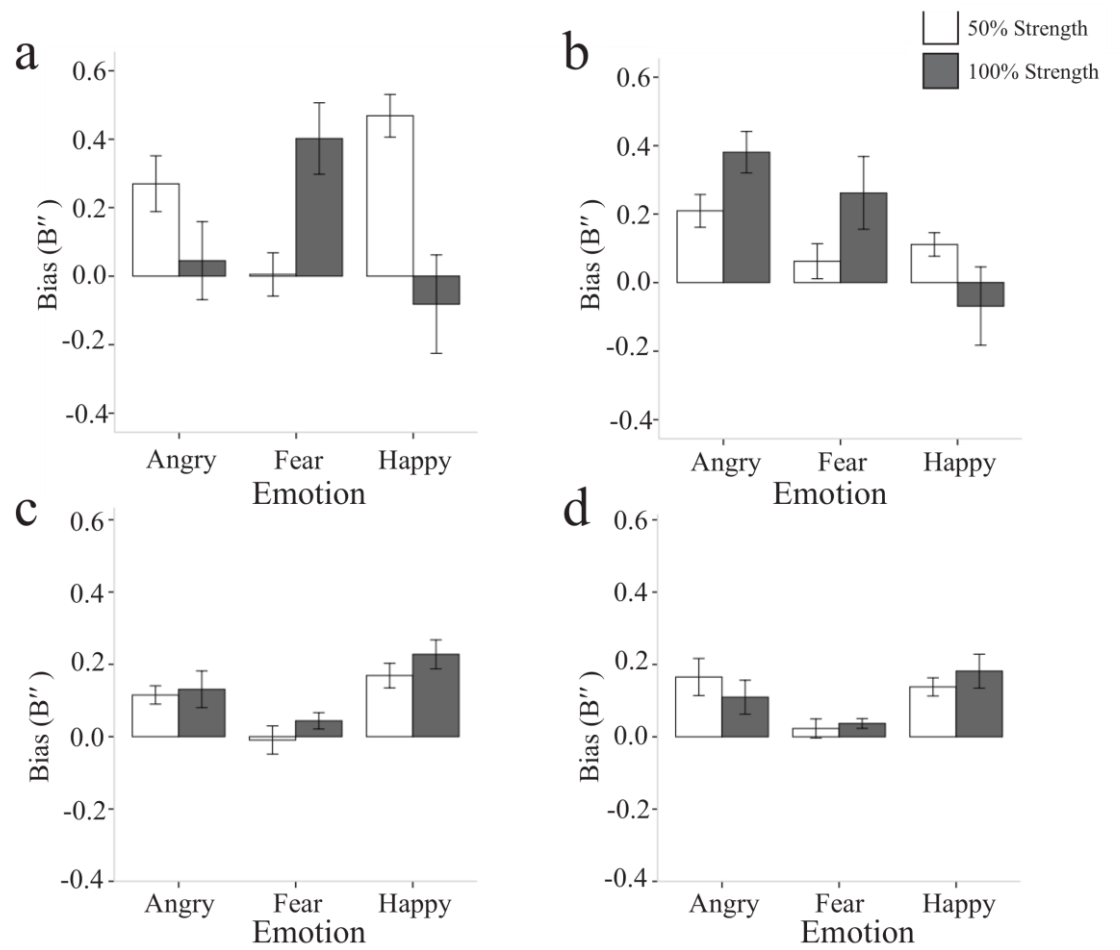 50% Strength
100% Strength
a
0.6
0.4
0.2
0.0
-0.2
-0.4
Bias (B″ )
Angry Fear Happy
Emotion
b
0.6
0.4
0.2
0.0
-0.2
-0.4
Bias (B″ )
Angry Fear Happy
Emotion
c
0.6
0.4
0.2
0.0
-0.2
-0.4
Bias (B″ )
Angry Fear Happy
Emotion
d
0.6
0.4
0.2
0.0
-0.2
-0.4
Bias (B″ )
Angry Fear Happy
Emotion